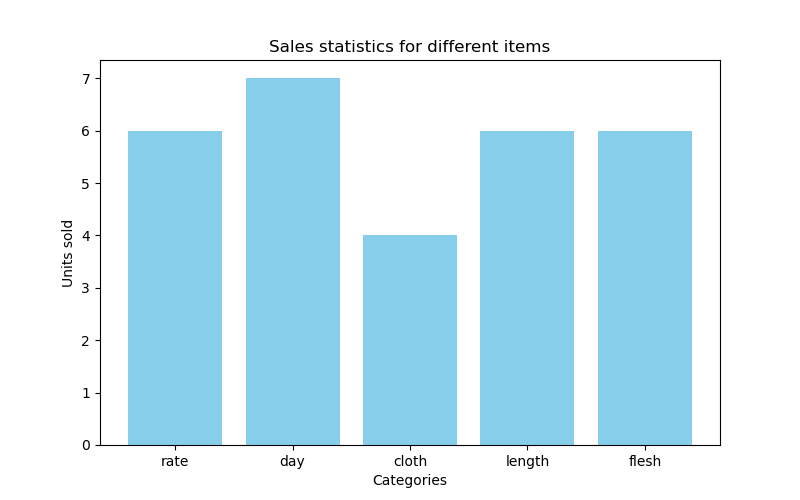 Sales statistics for different items
7
6
5
4
3
2
1
0
Units sold
rate day cloth length flesh
Categories